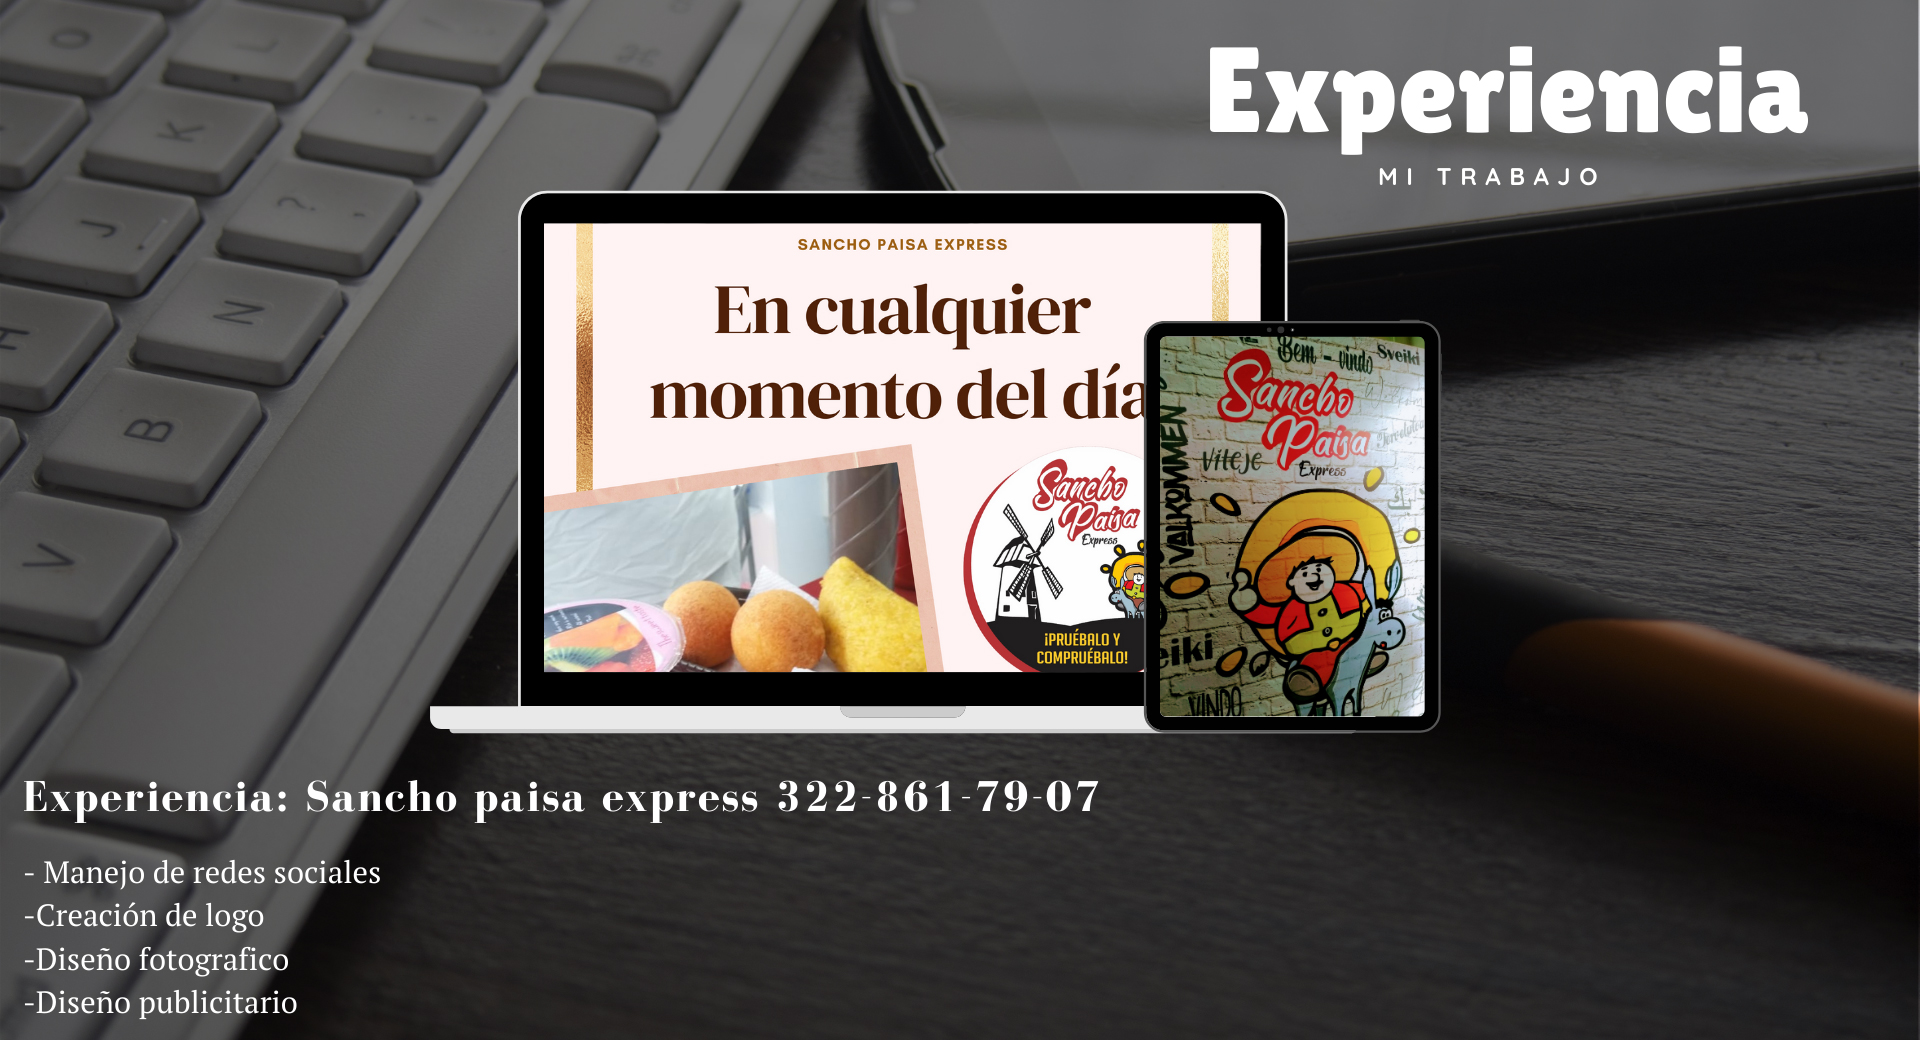 Experiencia
MI TRABAJO
SANCHO PAISA EXPRESS
En cualquier
momento del día
Sancho
Paisa
Express
¡PRUÉBALO Y
COMPRUÉBALO!
Bem - vindo
Sveiki
Sancho
Paisa
Express
viteje
VALKOMMEN
eiki
VINDO
Experiencia: Sancho paisa express 322-861-79-07
- Manejo de redes sociales
-Creación de logo
-Diseño fotografico
-Diseño publicitario
O
L
K
J
N
H
B
V